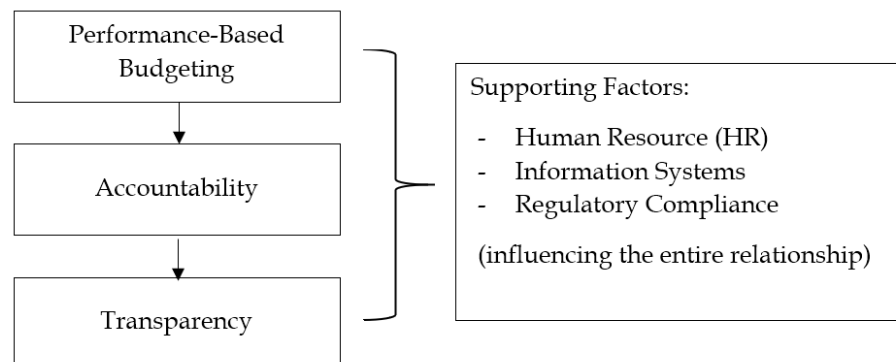 Performance-Based
Budgeting
Accountability
Transparency
Supporting Factors:
- Human Resource (HR)
- Information Systems
- Regulatory Compliance
(influencing the entire relationship)